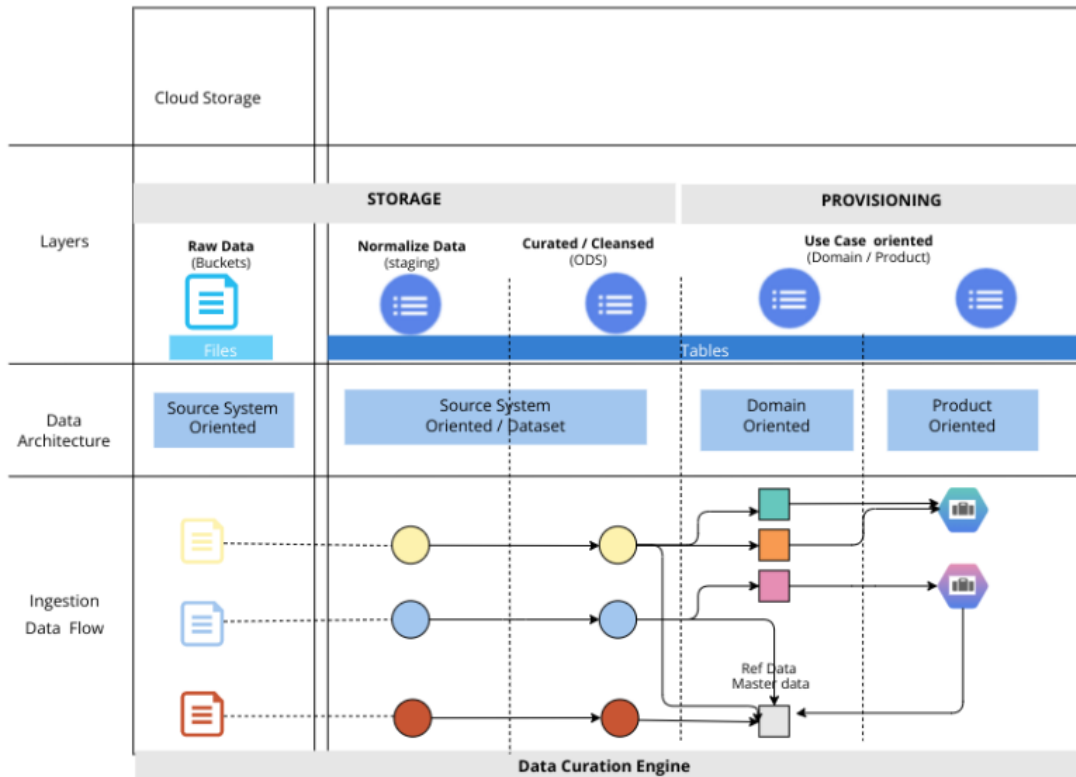 Cloud Storage
STORAGE
PROVISIONING
Layers
Raw Data
(Buckets)
Normalize Data
(staging)
Curated / Cleansed
(ODS)
Use Case oriented
(Domain / Product)
Files
Tables
Data
Architecture
Source System
Oriented
Source System
Oriented / Dataset
Domain
Oriented
Product
Oriented
Ingestion
Data Flow
Ref Data
Master data
Data Curation Engine